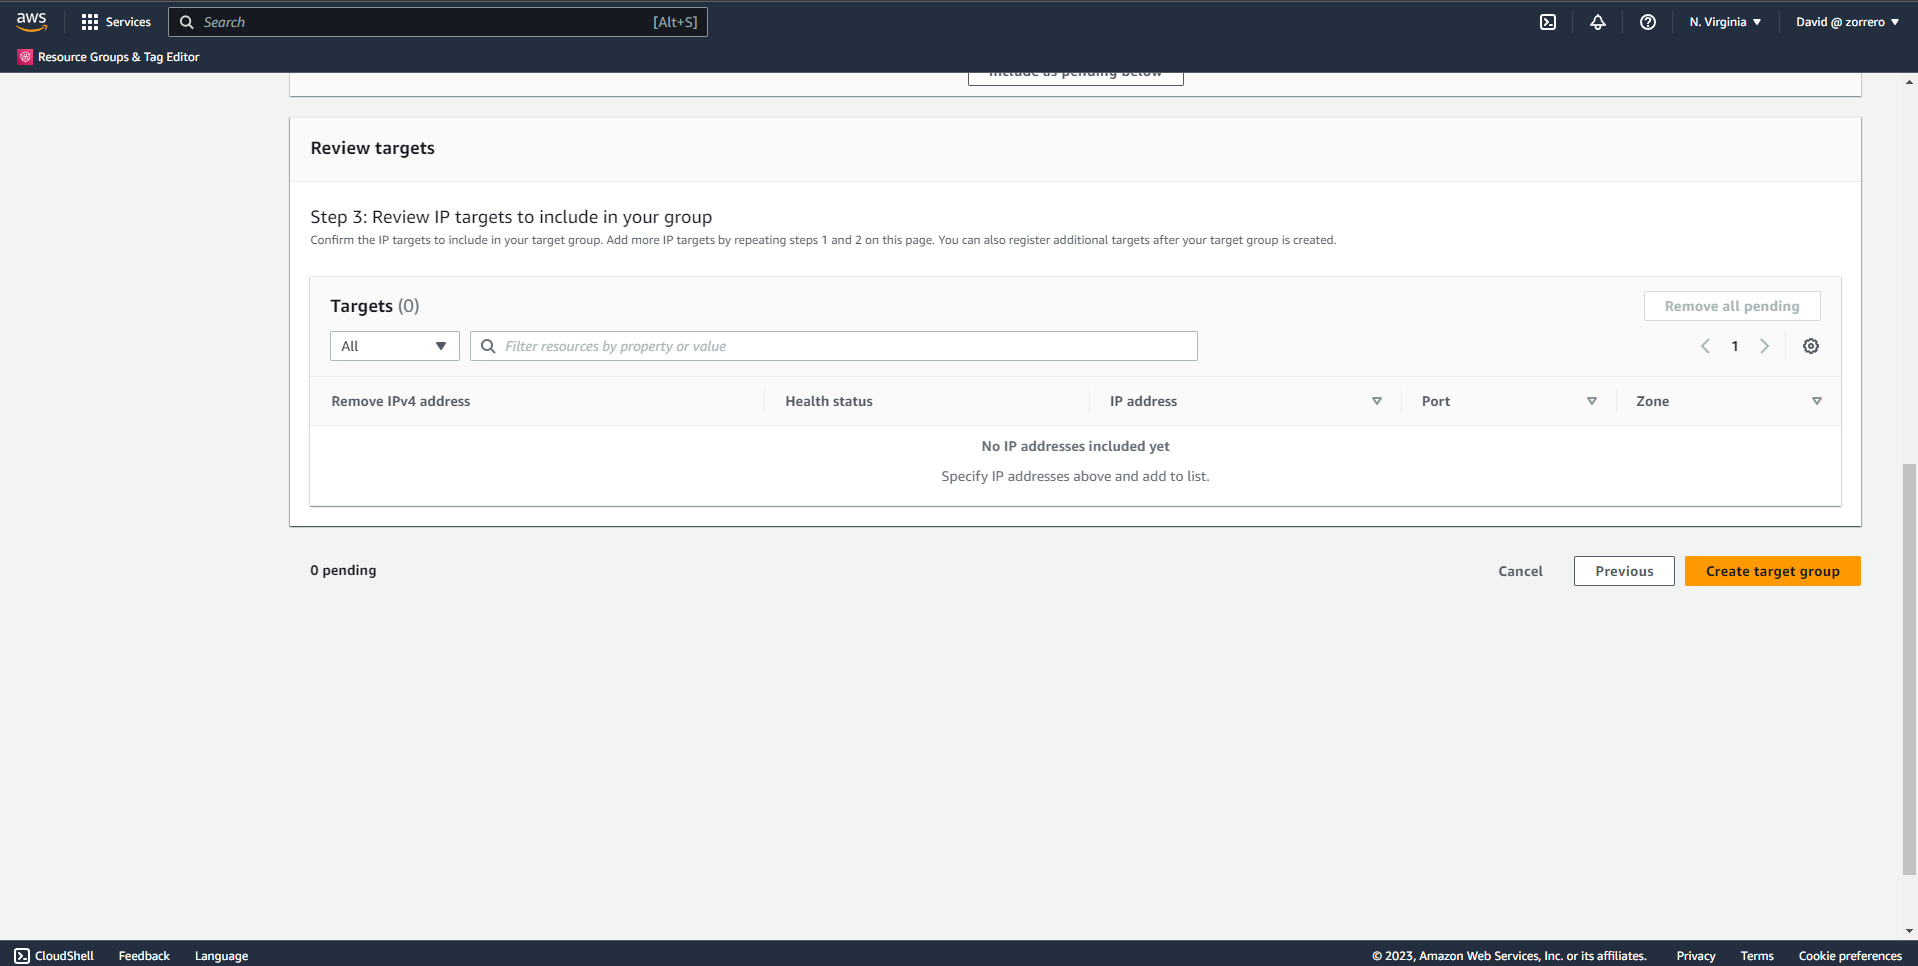 aws
Services
Search
[Alt+S]
N. Virginia
David @ zorrero
Resource Groups & Tag Editor
Include as pending below
Review targets
Step 3: Review IP targets to include in your group
Confirm the IP targets to include in your target group. Add more IP targets by repeating steps 1 and 2 on this page. You can also register additional targets after your target group is created.
Targets (0)
Remove all pending
All
Filter resources by property or value
1
Remove IPv4 address
Health status
IP address
Port
Zone
No IP addresses included yet
Specify IP addresses above and add to list.
0 pending
Cancel
Previous
Create target group
CloudShell
Feedback
Language
© 2023, Amazon Web Services, Inc. or its affiliates.
Privacy
Terms
Cookie preferences